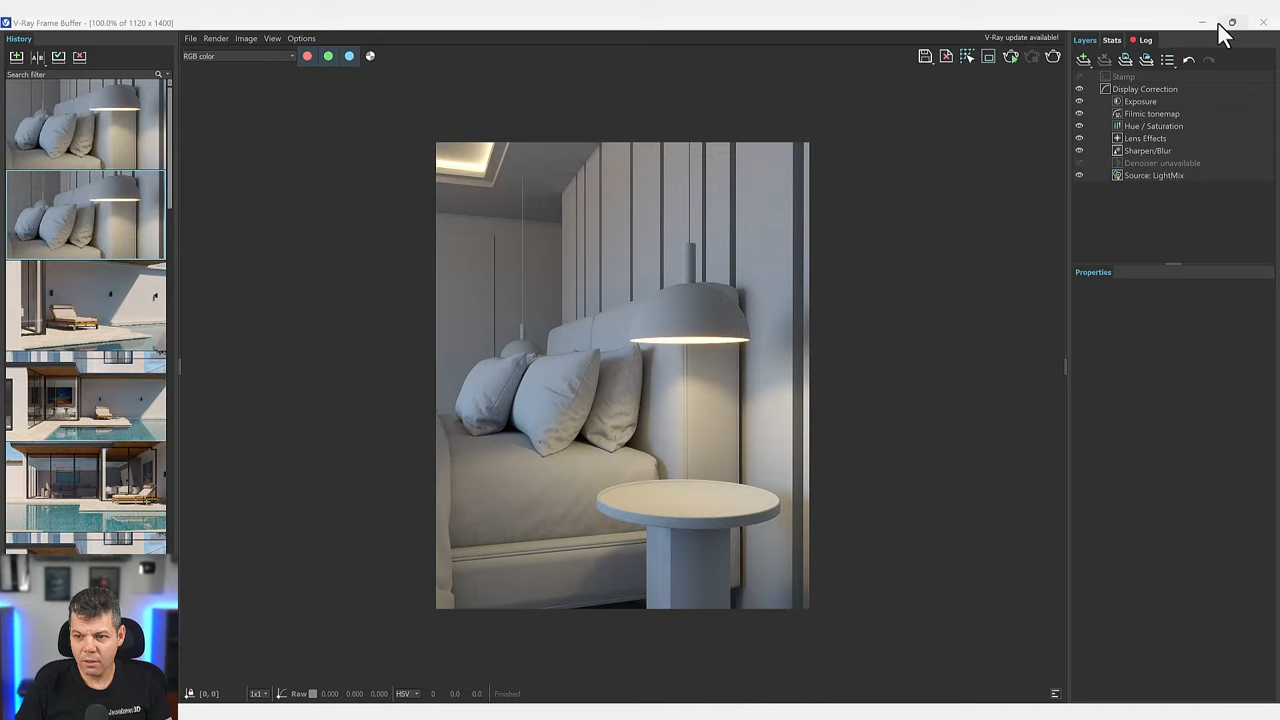 V-Ray Frame Buffer - [100.0% of 1120 x 1400]
History
File Render Image View Options
V-Ray update available!
Layers Stats Log
RGB color
Search filter
Stamp
Display Correction
Exposure
Filmic tonemap
Hue / Saturation
Lens Effects
Sharpen/Blur
Denoiser: unavailable
Source: LightMix
Properties
[0, 0]
1x1
Raw
0.000 0.000 0.000
HSV
0 0.0 0.0
Finished